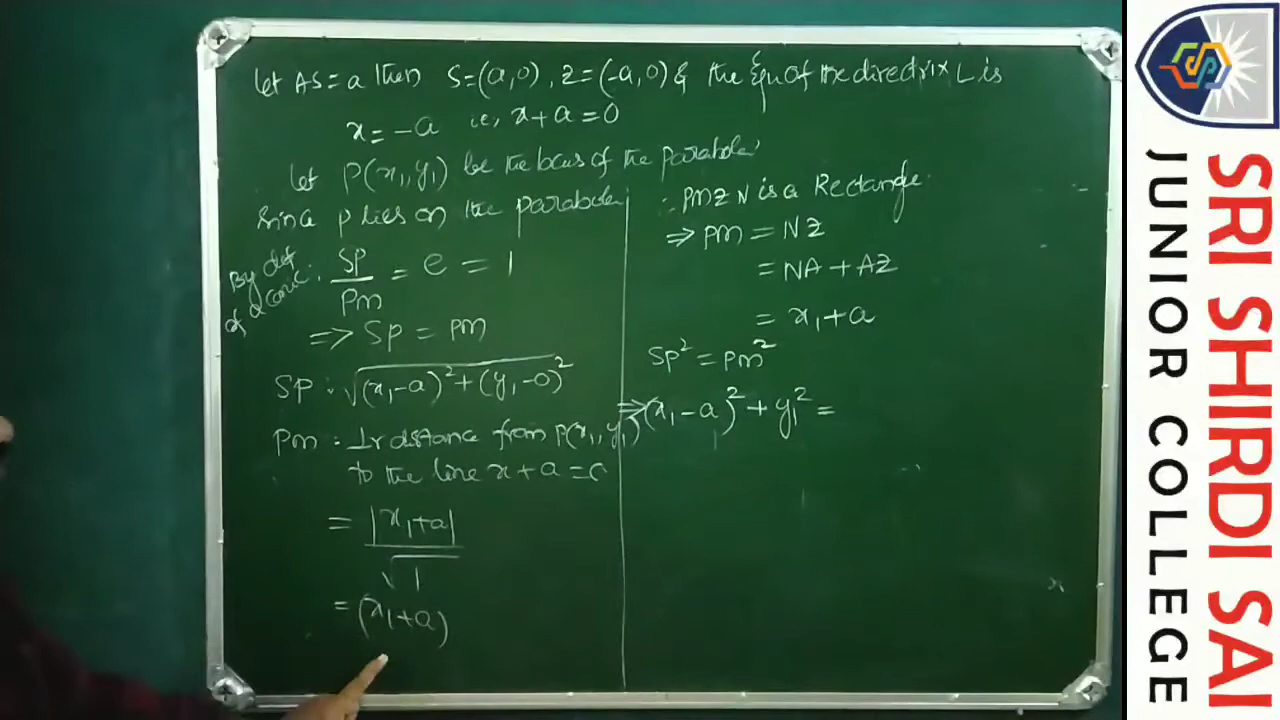 let AS = a then S=(a,0), Z=(-a,0) & the Eqn of the directrix L is
x = -a i.e, x+a=0
let P(x₁,y₁) be the locus of the parabola
Since p lies on the parabola
By def of a conic : SP/PM = e = 1
⇒ SP = PM
SP = √(x₁-a)²+(y₁-0)²
PM : ⊥r distance from P(x₁,y₁)
to the line x+a=0
= |x₁+a|/√1
= (x₁+a)
∴ PMZN is a Rectange.
⇒ PM = NZ
= NA + AZ
= x₁+a
SP² = PM²
⇒ (x₁-a)² + y₁² =
SRI SHIRDI SAI
JUNIOR COLLEGE